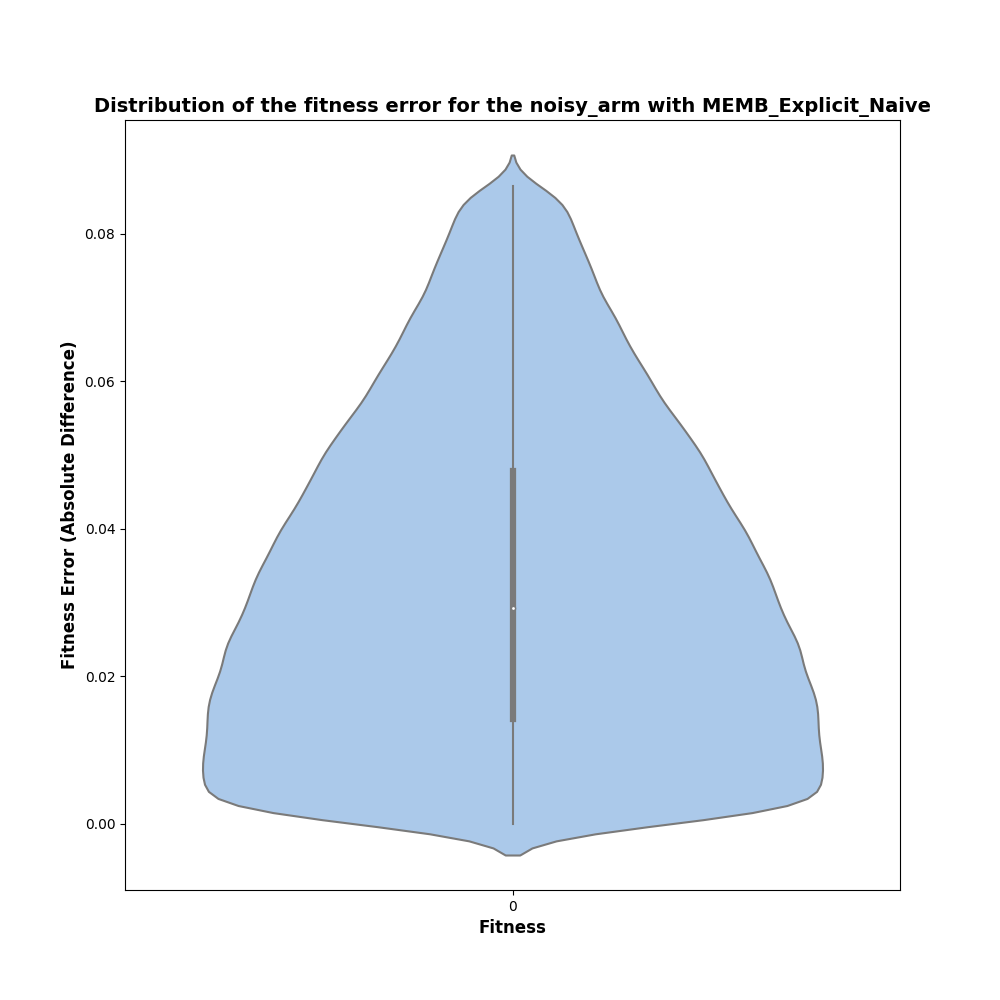 Distribution of the fitness error for the noisy_arm with MEMB_Explicit_Naive
0.08
0.06
0.04
0.02
0.00
Fitness Error (Absolute Difference)
0
Fitness